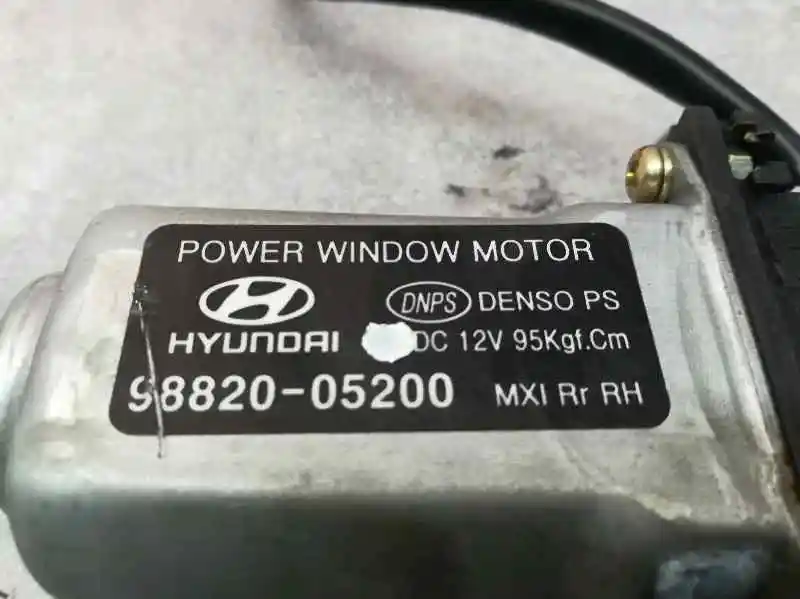 POWER WINDOW MOTOR
HYUNDAI
DNPS DENSO PS
DC 12V 95Kgf.Cm
98820-05200 MXI Rr RH